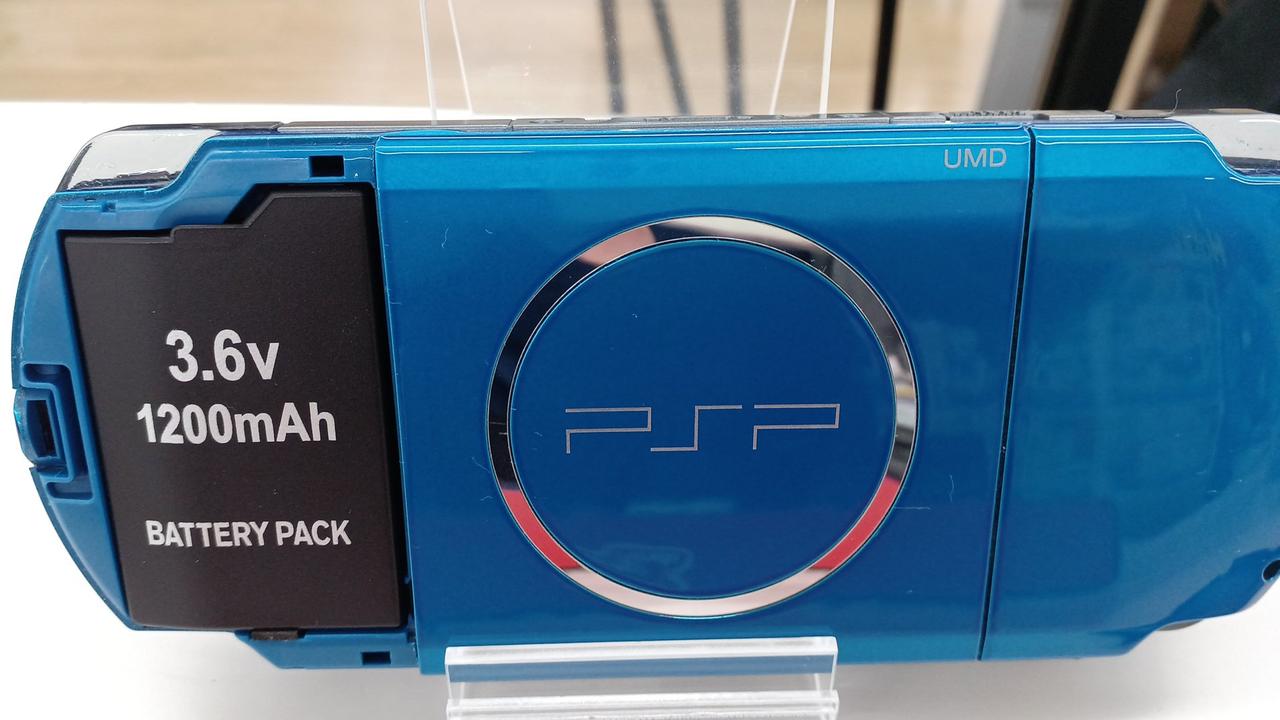 UMD
3.6v
1200mAh
BATTERY PACK
PSP